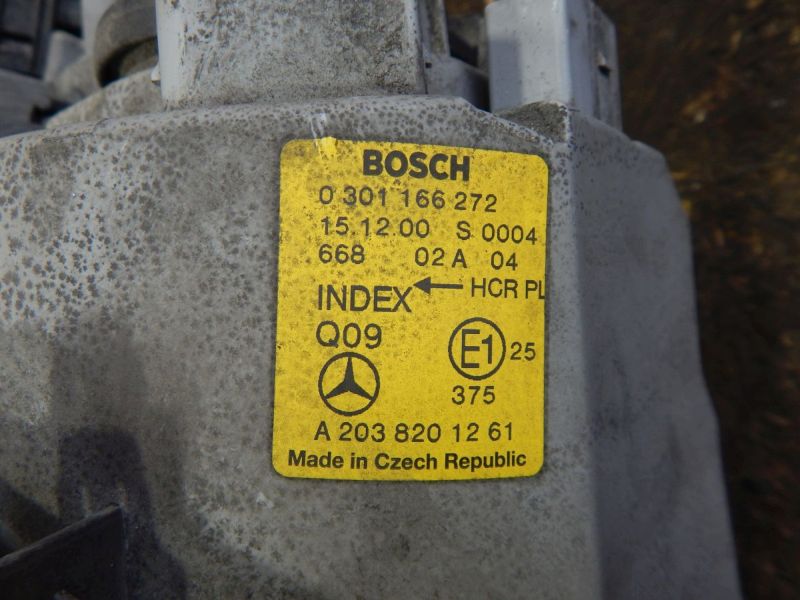 BOSCH
0 301 166 272
15.12.00 S 0004
668 02 A 04
INDEX ← HCR PL
Q09
E1 25
375
A 203 820 12 61
Made in Czech Republic